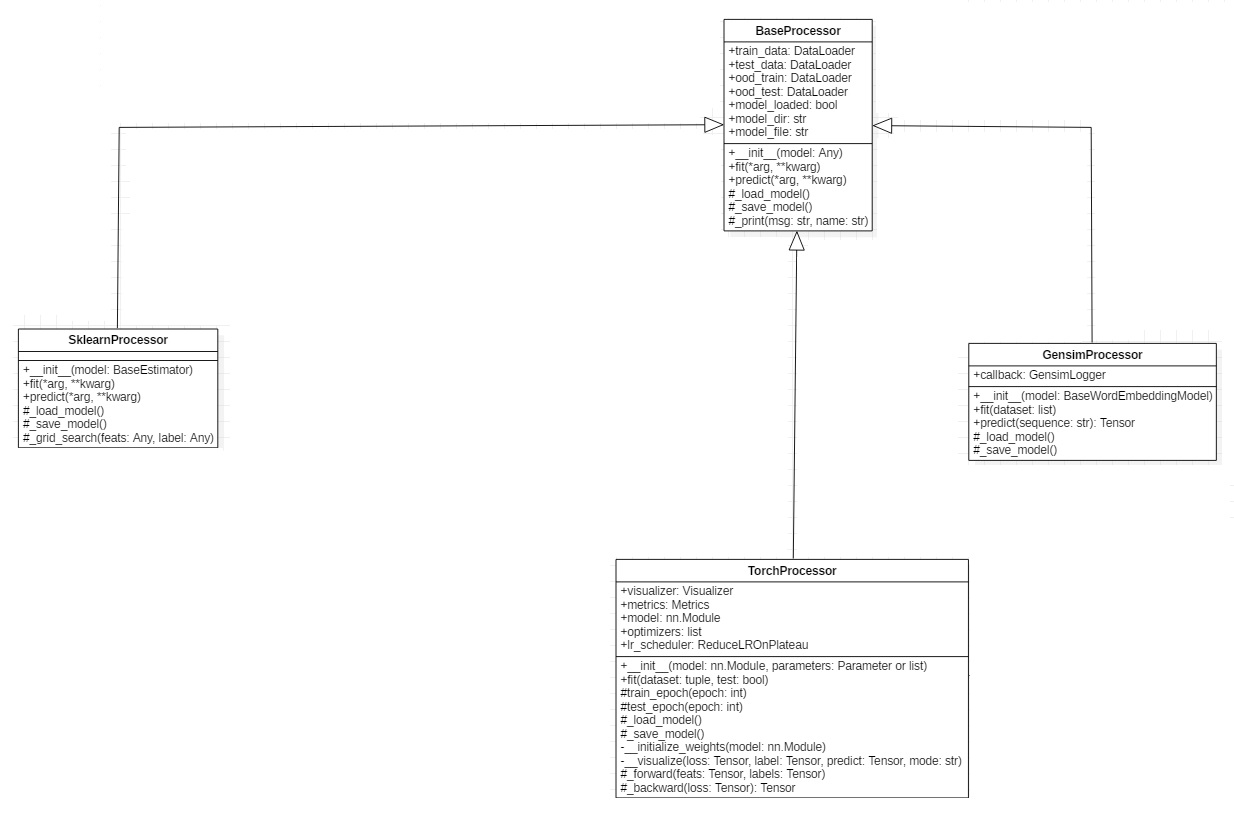 BaseProcessor
+train_data: DataLoader
+test_data: DataLoader
+ood_train: DataLoader
+ood_test: DataLoader
+model_loaded: bool
+model_dir: str
+model_file: str
+__init__(model: Any)
+fit(*arg, **kwarg)
+predict(*arg, **kwarg)
#_load_model()
#_save_model()
#_print(msg: str, name: str)
SklearnProcessor
+__init__(model: BaseEstimator)
+fit(*arg, **kwarg)
+predict(*arg, **kwarg)
#_load_model()
#_save_model()
#_grid_search(feats: Any, label: Any)
GensimProcessor
+callback: GensimLogger
+__init__(model: BaseWordEmbeddingModel)
+fit(dataset: list)
+predict(sequence: str): Tensor
#_load_model()
#_save_model()
TorchProcessor
+visualizer: Visualizer
+metrics: Metrics
+model: nn.Module
+optimizers: list
+lr_scheduler: ReduceLROnPlateau
+__init__(model: nn.Module, parameters: Parameter or list)
+fit(dataset: tuple, test: bool)
#train_epoch(epoch: int)
#test_epoch(epoch: int)
#_load_model()
#_save_model()
-__initialize_weights(model: nn.Module)
-__visualize(loss: Tensor, label: Tensor, predict: Tensor, mode: str)
#_forward(feats: Tensor, labels: Tensor)
#_backward(loss: Tensor): Tensor